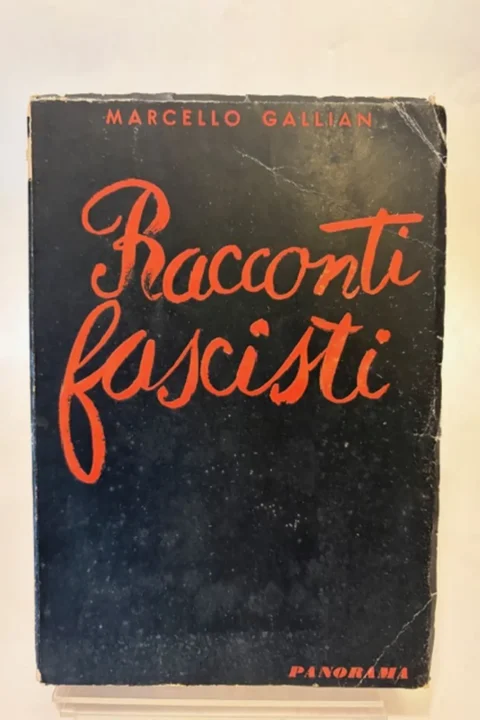 MARCELLO GALLIAN
Racconti
fascisti
PANORAMA